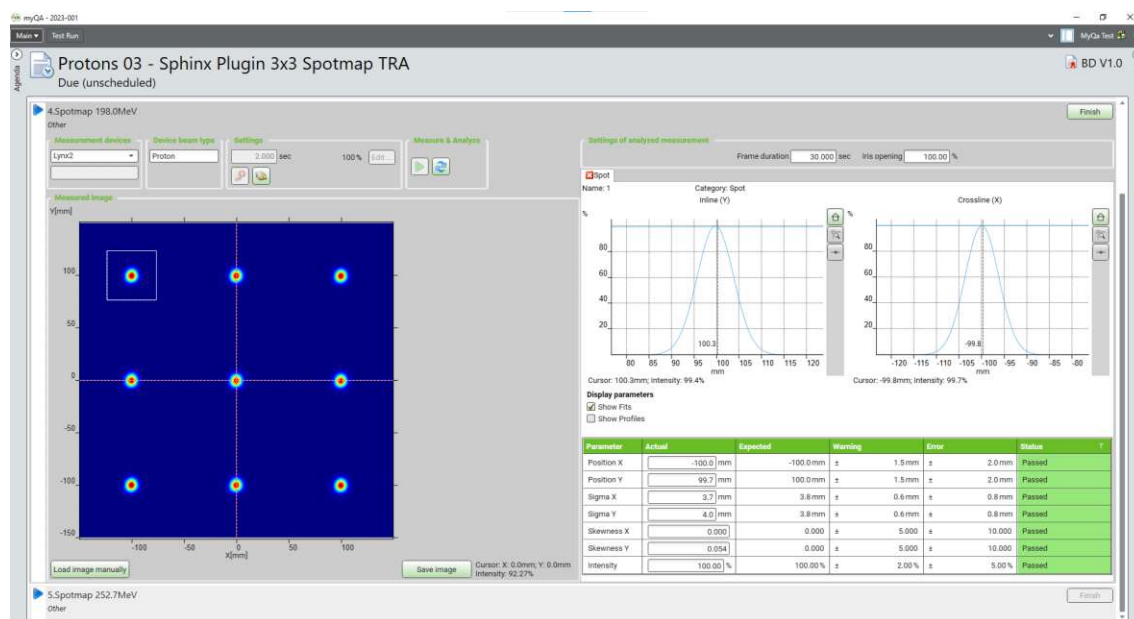 myQA - 2023-001
Main Test Run MyQa Test
Agenda
Protons 03 - Sphinx Plugin 3x3 Spotmap TRA BD V1.0
Due (unscheduled)
4.Spotmap 198.0MeV Finish
Other
Measurement devices Device beam type Settings Measure & Analyze
Lynx2 Proton 2.000 sec 100 % Edit...
Measured image
Y[mm]
100
50
0
-50
-100
-150
-100 -50 0 50 100
X[mm]
Load image manually Save image Cursor: X: 0.0mm; Y: 0.0mm
Intensity: 92.27%
Settings of analyzed measurement
Frame duration 30.000 sec Iris opening 100.00 %
Spot
Name: 1 Category: Spot
Inline (Y) Crossline (X)
% %
80 80
60 60
40 40
20 20
100.3 -99.8
80 85 90 95 100 105 110 115 120 -120 -115 -110 -105 -100 -95 -90 -85 -80
mm mm
Cursor: 100.3mm; Intensity: 99.4% Cursor: -99.8mm; Intensity: 99.7%
Display parameters
Show Fits
Show Profiles
Parameter Actual Expected Warning Error Status
Position X -100.0 mm -100.0 mm ± 1.5 mm ± 2.0 mm Passed
Position Y 99.7 mm 100.0 mm ± 1.5 mm ± 2.0 mm Passed
Sigma X 3.7 mm 3.8 mm ± 0.6 mm ± 0.8 mm Passed
Sigma Y 4.0 mm 3.8 mm ± 0.6 mm ± 0.8 mm Passed
Skewness X 0.000 0.000 ± 5.000 ± 10.000 Passed
Skewness Y 0.054 0.000 ± 5.000 ± 10.000 Passed
Intensity 100.00 % 100.00 % ± 2.00 % ± 5.00 % Passed
5.Spotmap 252.7MeV Finish
Other